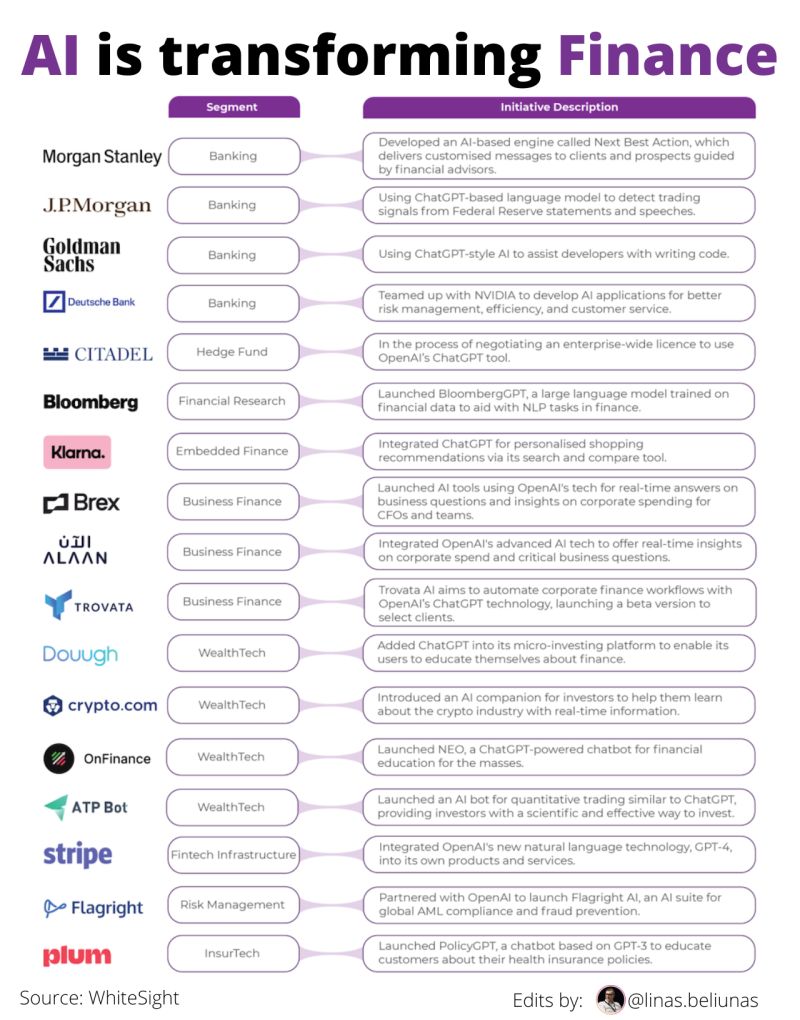 AI is transforming Finance
Segment
Initiative Description
Morgan Stanley
Banking
Developed an AI-based engine called Next Best Action, which
delivers customised messages to clients and prospects guided
by financial advisors.
J.P.Morgan
Banking
Using ChatGPT-based language model to detect trading
signals from Federal Reserve statements and speeches.
Goldman
Sachs
Banking
Using ChatGPT-style AI to assist developers with writing code.
Deutsche Bank
Banking
Teamed up with NVIDIA to develop AI applications for better
risk management, efficiency, and customer service.
CITADEL
Hedge Fund
In the process of negotiating an enterprise-wide licence to use
OpenAI's ChatGPT tool.
Bloomberg
Financial Research
Launched BloombergGPT, a large language model trained on
financial data to aid with NLP tasks in finance.
Klarna.
Embedded Finance
Integrated ChatGPT for personalised shopping
recommendations via its search and compare tool.
Brex
Business Finance
Launched AI tools using OpenAI's tech for real-time answers on
business questions and insights on corporate spending for
CFOs and teams.
الآن
ALAAN
Business Finance
Integrated OpenAI's advanced AI tech to offer real-time insights
on corporate spend and critical business questions.
TROVATA
Business Finance
Trovata AI aims to automate corporate finance workflows with
OpenAI's ChatGPT technology, launching a beta version to
select clients.
Douugh
WealthTech
Added ChatGPT into its micro-investing platform to enable its
users to educate themselves about finance.
crypto.com
WealthTech
Introduced an AI companion for investors to help them learn
about the crypto industry with real-time information.
OnFinance
WealthTech
Launched NEO, a ChatGPT-powered chatbot for financial
education for the masses.
ATP Bot
WealthTech
Launched an AI bot for quantitative trading similar to ChatGPT,
providing investors with a scientific and effective way to invest.
stripe
Fintech Infrastructure
Integrated OpenAI's new natural language technology, GPT-4,
into its own products and services.
Flagright
Risk Management
Partnered with OpenAI to launch Flagright AI, an AI suite for
global AML compliance and fraud prevention.
plum
InsurTech
Launched PolicyGPT, a chatbot based on GPT-3 to educate
customers about their health insurance policies.
Source: WhiteSight
Edits by: @linas.beliunas